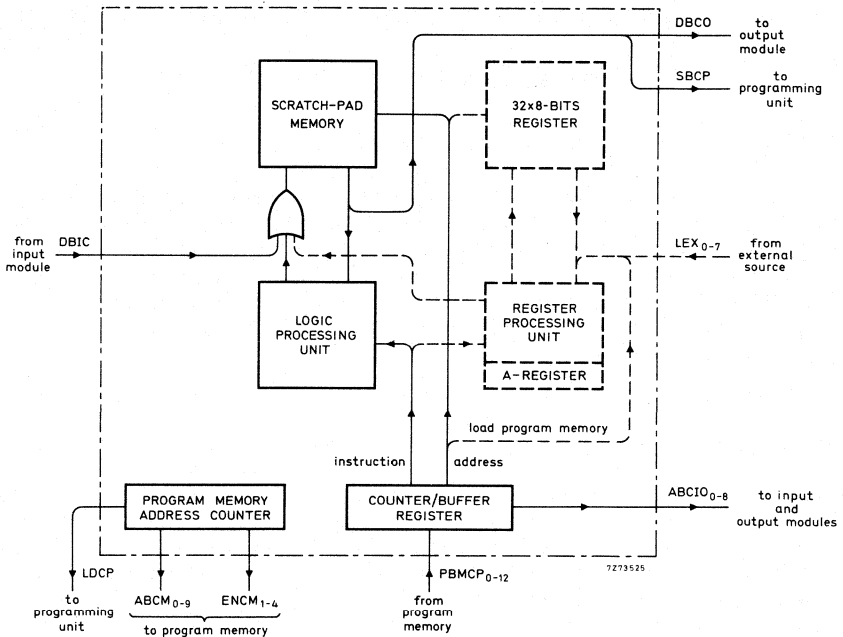 DBCO
to
output
module
SBCP
to
programming
unit
SCRATCH-PAD
MEMORY
32x8-BITS
REGISTER
from
input
module
DBIC
LEX0-7
from
external
source
LOGIC
PROCESSING
UNIT
REGISTER
PROCESSING
UNIT
A-REGISTER
load program memory
instruction
address
PROGRAM MEMORY
ADDRESS COUNTER
COUNTER/BUFFER
REGISTER
ABCIO0-8
to input
and
output modules
7Z73525
LDCP
to
programming
unit
ABCM0-9
ENCM1-4
to program memory
PBMCP0-12
from
program
memory